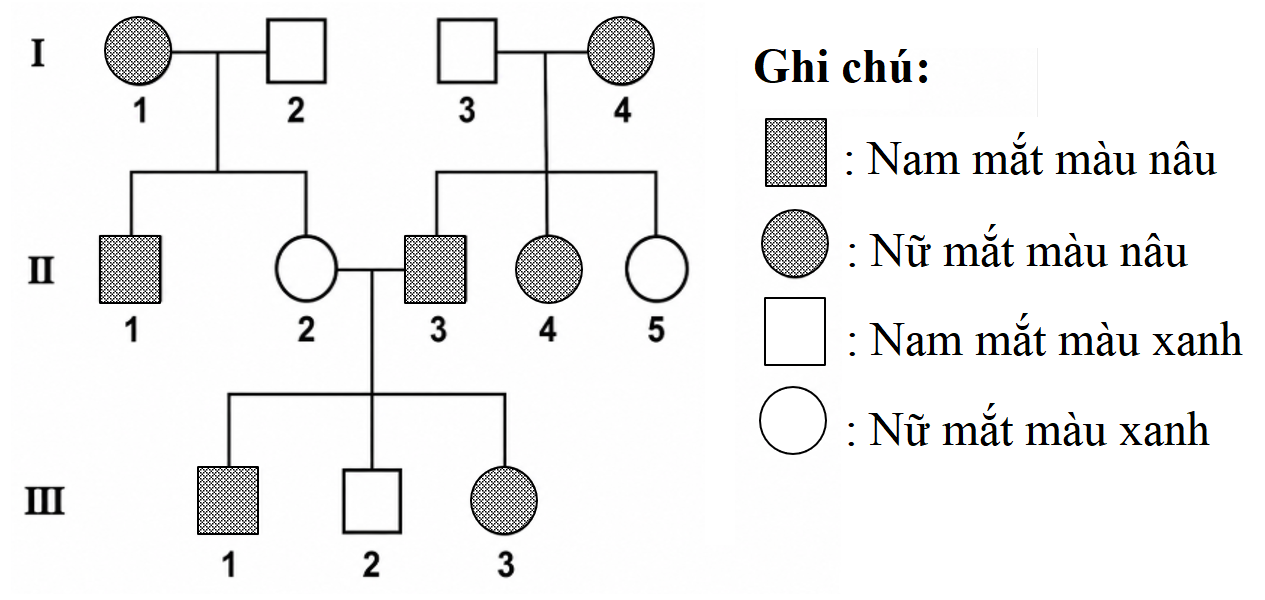 I
1 2 3 4
II
1 2 3 4 5
III
1 2 3
Ghi chú:
: Nam mắt màu nâu
: Nữ mắt màu nâu
: Nam mắt màu xanh
: Nữ mắt màu xanh